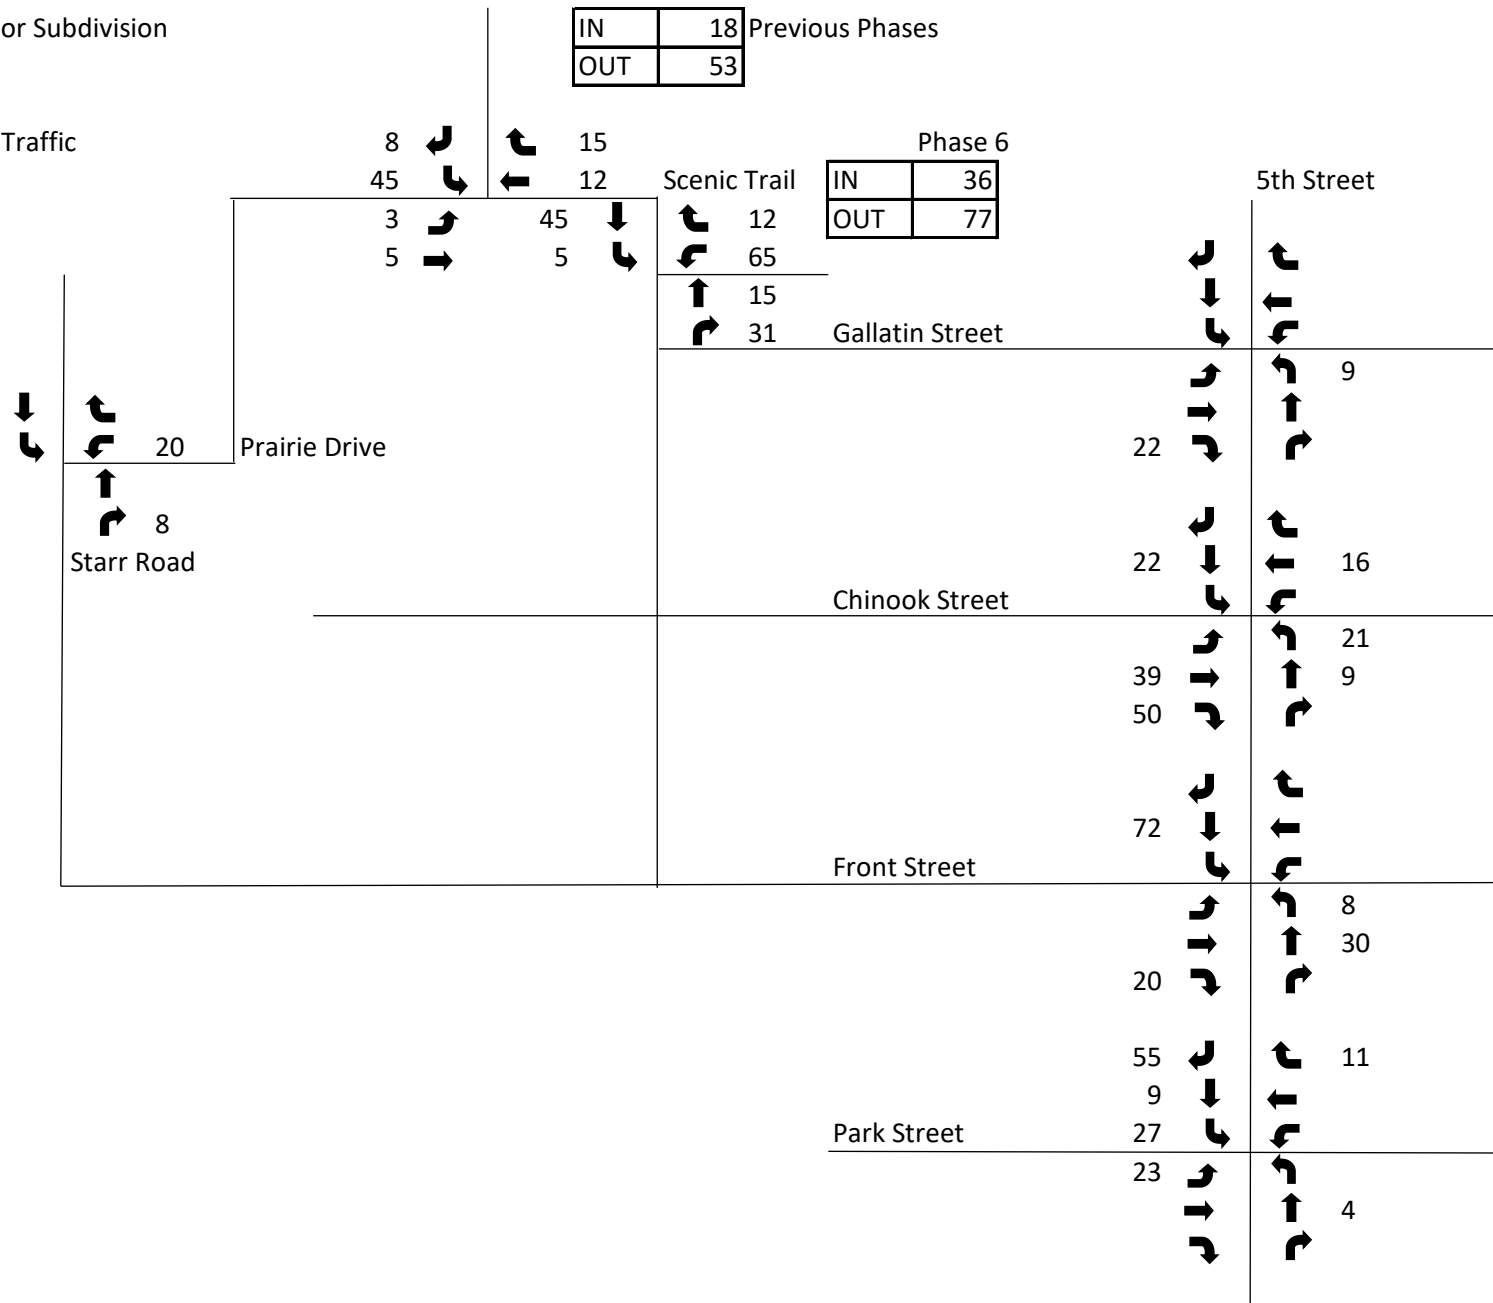 or Subdivision
IN 18 Previous Phases
OUT 53
Traffic 8 15 Phase 6
45 12 Scenic Trail IN 36 5th Street
3 45 12 OUT 77
5 5 65
15
31 Gallatin Street
9
20 Prairie Drive 22
8
Starr Road 22 16
Chinook Street
21
39 9
50
72
Front Street
8
30
20
55 11
9
Park Street 27
23
4